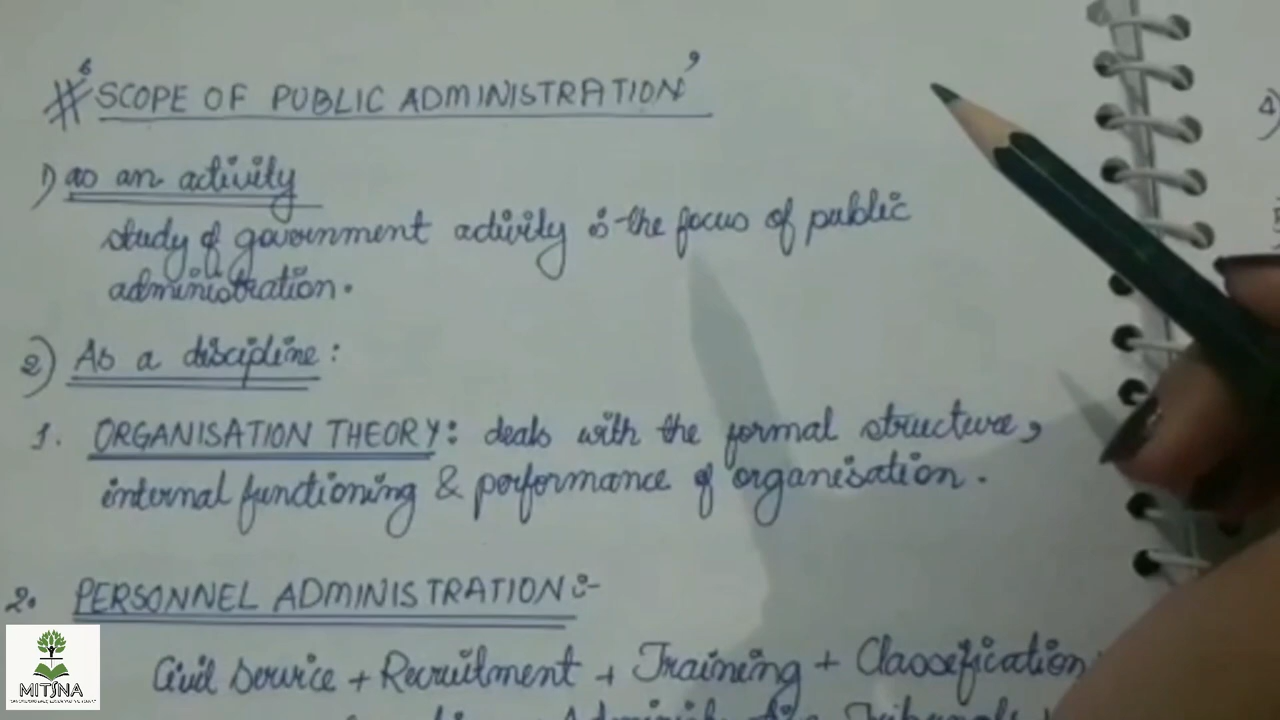 # 'SCOPE OF PUBLIC ADMINISTRATION'
1) as an activity
study of government activity is the focus of public
administration.
2) As a discipline:
1. ORGANISATION THEORY: deals with the formal structure,
internal functioning & performance of organisation.
2. PERSONNEL ADMINISTRATION:-
Civil Service + Recruitment + Training + Classification
Tribunals
4)
MITSNA